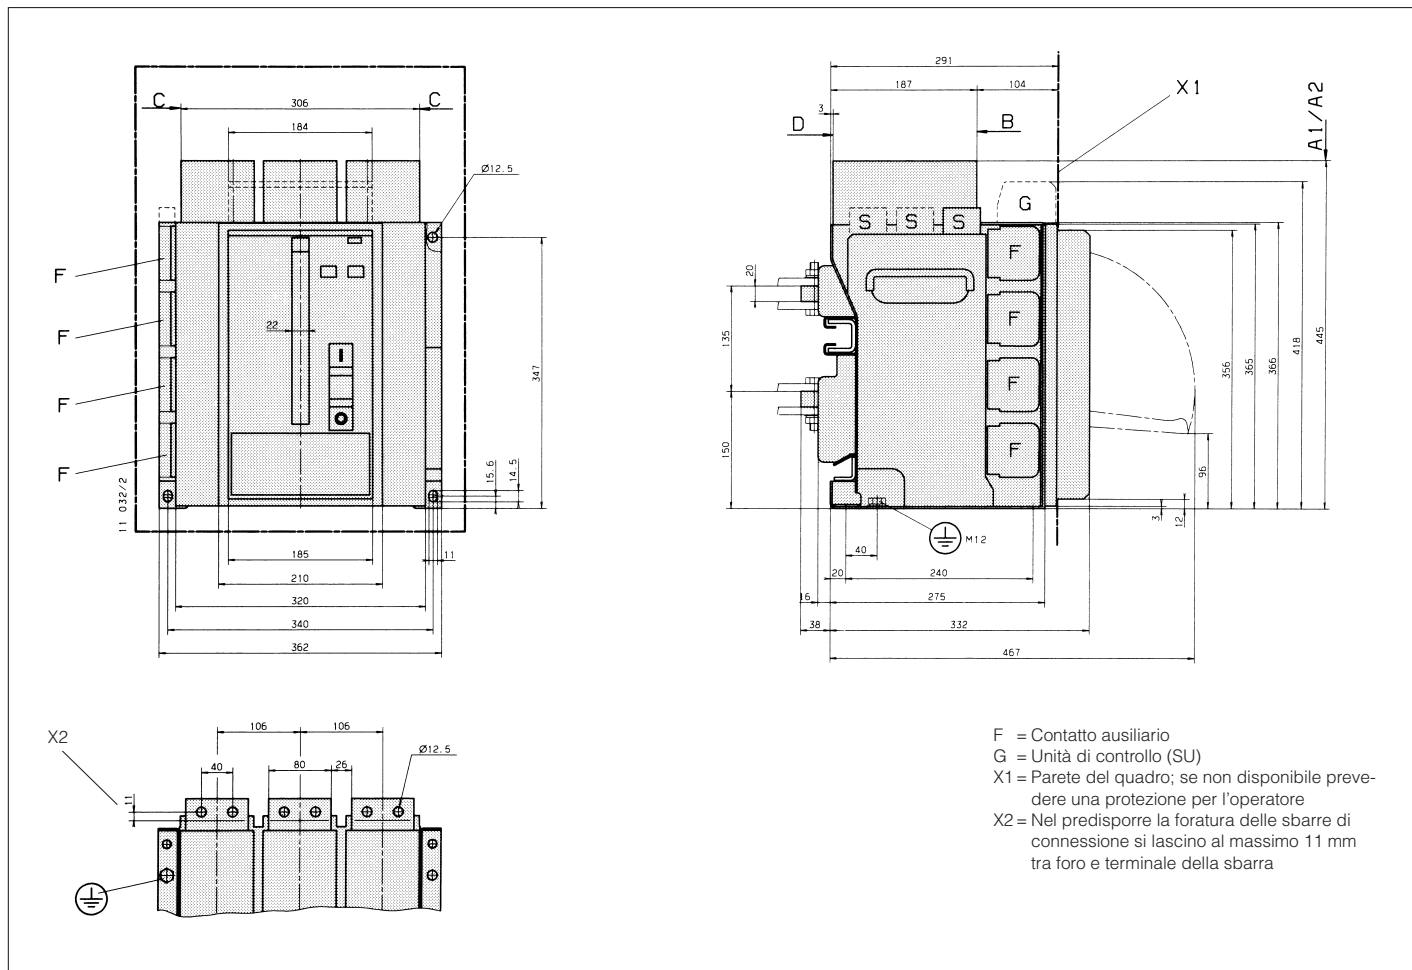 C
306
C
184
Ø12.5
F
F
F
F
22
347
15.6
14.5
11 032/2
185
11
210
320
340
362
291
187
104
X1
3
D
B
A1/A2
G
S
S
S
F
F
F
F
20
135
150
356
365
366
418
445
96
3
12
M12
40
20
240
16
275
38
332
467
X2
106
106
Ø12.5
40
80
26
11
F = Contatto ausiliario
G = Unità di controllo (SU)
X1 = Parete del quadro; se non disponibile preve-
dere una protezione per l'operatore
X2 = Nel predisporre la foratura delle sbarre di
connessione si lascino al massimo 11 mm
tra foro e terminale della sbarra